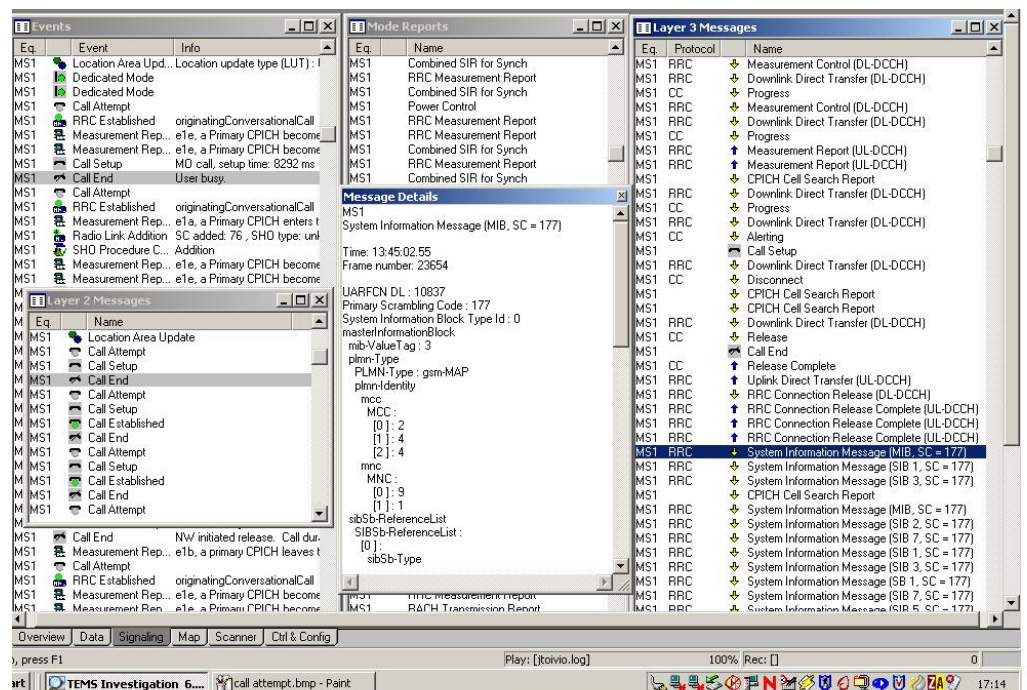 Events
Eq. Event Info
MS1 Location Area Upd... Location update type (LUT) :
MS1 Dedicated Mode
MS1 Dedicated Mode
MS1 Call Attempt
MS1 RRC Established originatingConversationalCall
MS1 Measurement Rep... e1e, a Primary CPICH become
MS1 Call Setup MO call, setup time: 8292 ms
MS1 Call End User busy.
MS1 Call Attempt
MS1 RRC Established originatingConversationalCall
MS1 Measurement Rep... e1a, a Primary CPICH enters t
MS1 Radio Link Addition SC added: 76 , SHO type: unk
MS1 SHO Procedure C... Addition
MS1 Measurement Rep... e1e, a Primary CPICH become
MS1 Measurement Rep... e1e, a Primary CPICH become
Layer 2 Messages
Eq. Name
MS1 Location Area Update
MS1 Call Attempt
MS1 Call Setup
MS1 Call End
MS1 Call Attempt
MS1 Call Setup
MS1 Call Established
MS1 Call End
MS1 Call Attempt
MS1 Call Setup
MS1 Call Established
MS1 Call End
MS1 Call Attempt
MS1 Call End NW initiated release. Call dur.
MS1 Measurement Rep... e1b, a primary CPICH leaves t
MS1 Call Attempt
MS1 RRC Established originatingConversationalCall
MS1 Measurement Rep... e1e, a Primary CPICH become
MS1 Measurement Rep... e1e, a Primary CPICH become
Mode Reports
Eq. Name
MS1 Combined SIR for Synch
MS1 RRC Measurement Report
MS1 Combined SIR for Synch
MS1 Power Control
MS1 RRC Measurement Report
MS1 RRC Measurement Report
MS1 Combined SIR for Synch
MS1 RRC Measurement Report
MS1 Combined SIR for Synch
Message Details
MS1
System Information Message (MIB, SC = 177)
Time: 13:45:02.55
Frame number: 23654
UARFCN DL : 10837
Primary Scrambling Code : 177
System Information Block Type Id : 0
masterInformationBlock
mib-ValueTag : 3
plmn-Type
PLMN-Type : gsm-MAP
plmn-Identity
mcc
MCC :
[0 ] : 2
[1 ] : 4
[2 ] : 4
mnc
MNC :
[0 ] : 9
[1 ] : 1
sibSb-ReferenceList
SIBSb-ReferenceList :
[0 ] :
sibSb-Type
RRC Measurement Report
MS1 RACH Transmission Report
Layer 3 Messages
Eq. Protocol Name
MS1 RRC Measurement Control (DL-DCCH)
MS1 RRC Downlink Direct Transfer (DL-DCCH)
MS1 CC Progress
MS1 RRC Measurement Control (DL-DCCH)
MS1 RRC Downlink Direct Transfer (DL-DCCH)
MS1 CC Progress
MS1 RRC Measurement Report (UL-DCCH)
MS1 RRC Measurement Report (UL-DCCH)
MS1 CPICH Cell Search Report
MS1 RRC Downlink Direct Transfer (DL-DCCH)
MS1 CC Progress
MS1 RRC Downlink Direct Transfer (DL-DCCH)
MS1 CC Alerting
MS1 Call Setup
MS1 RRC Downlink Direct Transfer (DL-DCCH)
MS1 CC Disconnect
MS1 CPICH Cell Search Report
MS1 CPICH Cell Search Report
MS1 RRC Downlink Direct Transfer (DL-DCCH)
MS1 CC Release
MS1 Call End
MS1 CC Release Complete
MS1 RRC Uplink Direct Transfer (UL-DCCH)
MS1 RRC RRC Connection Release (DL-DCCH)
MS1 RRC RRC Connection Release Complete (UL-DCCH)
MS1 RRC RRC Connection Release Complete (UL-DCCH)
MS1 RRC RRC Connection Release Complete (UL-DCCH)
MS1 RRC System Information Message (MIB, SC = 177)
MS1 RRC System Information Message (SIB 1, SC = 177)
MS1 RRC System Information Message (SIB 3, SC = 177)
MS1 CPICH Cell Search Report
MS1 RRC System Information Message (MIB, SC = 177)
MS1 RRC System Information Message (SIB 2, SC = 177)
MS1 RRC System Information Message (SIB 7, SC = 177)
MS1 RRC System Information Message (SIB 1, SC = 177)
MS1 RRC System Information Message (SIB 3, SC = 177)
MS1 RRC System Information Message (SB 1, SC = 177)
MS1 RRC System Information Message (SIB 7, SC = 177)
MS1 RRC System Information Message (SIB 5, SC = 177)
Overview Data Signaling Map Scanner Ctrl & Config
, press F1 Play: [jtoivio.log] 100% Rec: [] 0
art TEMS Investigation 6.... call attempt.bmp - Paint 17:14